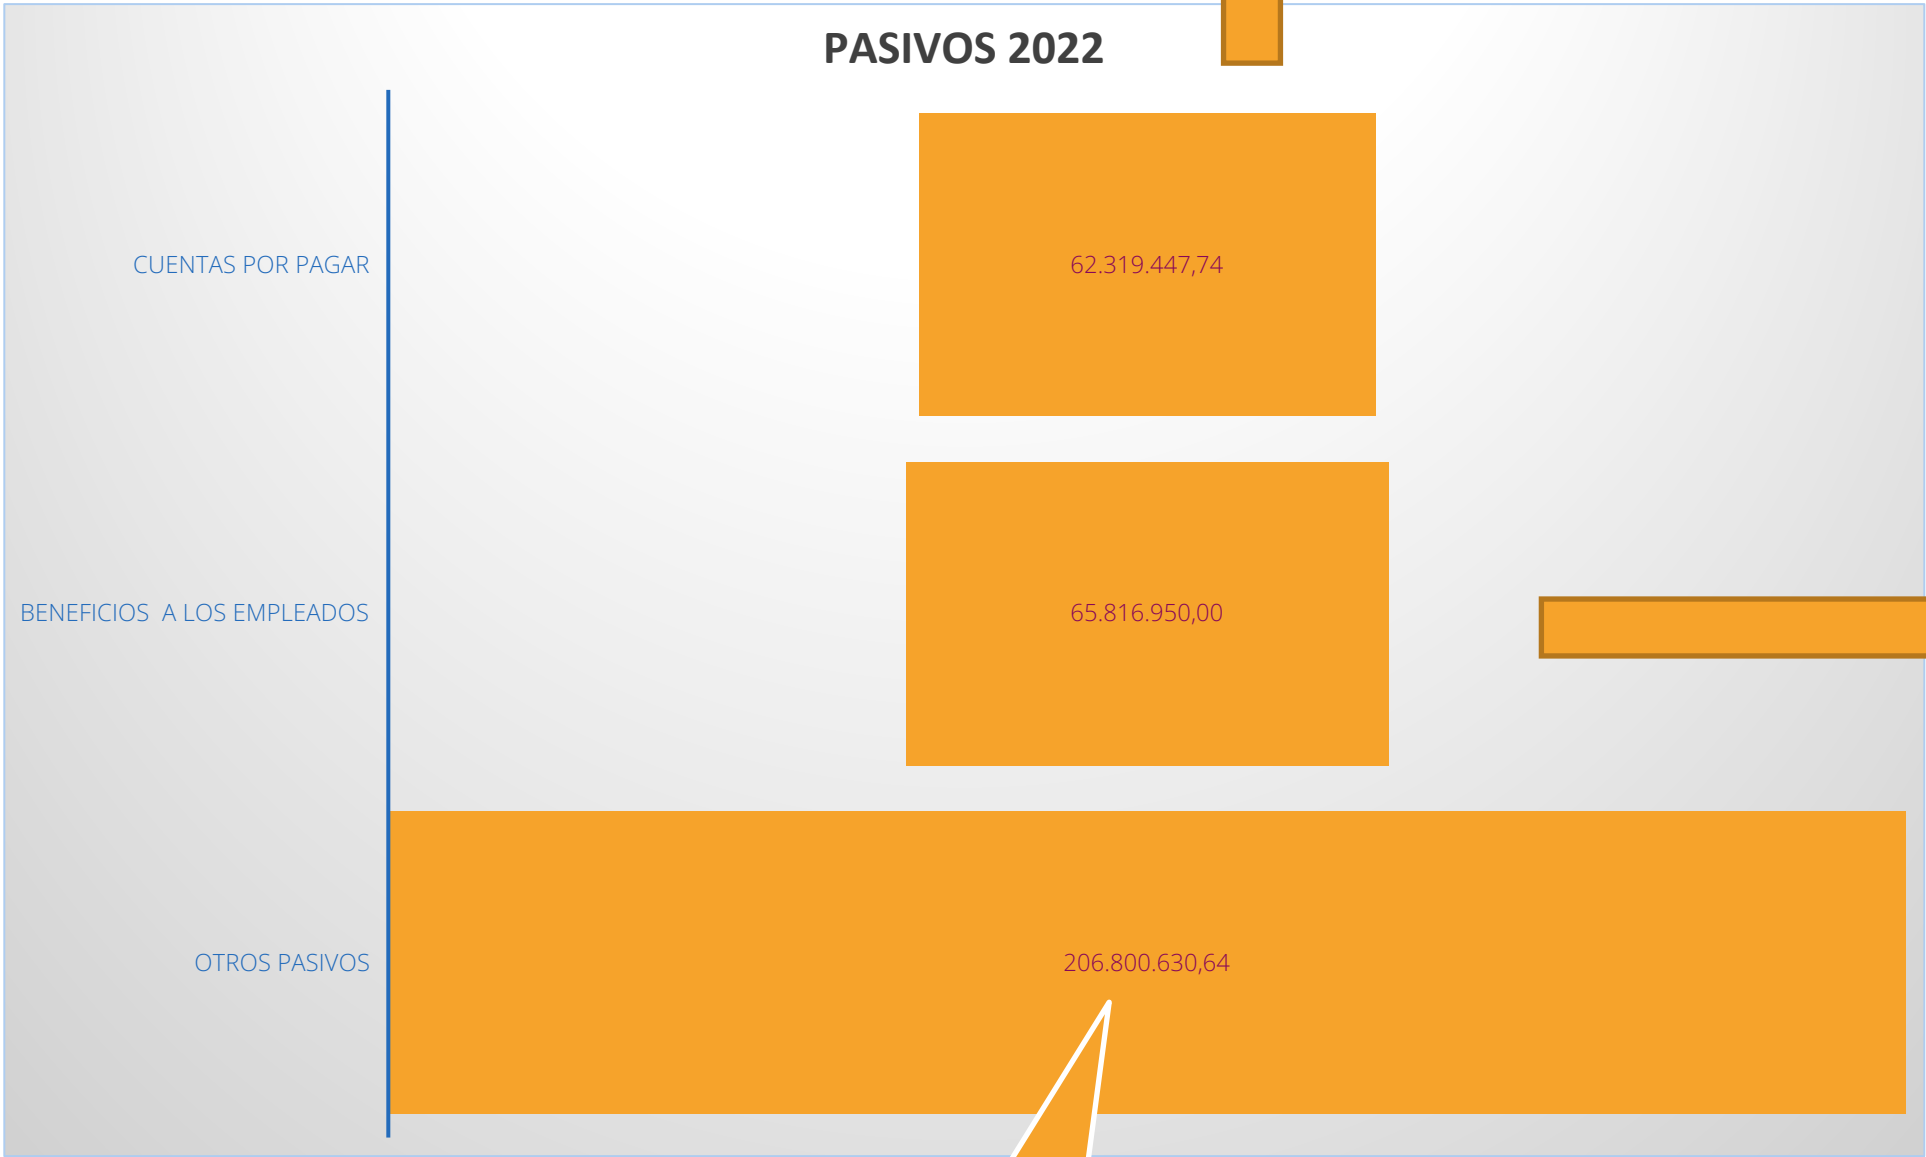 PASIVOS 2022
CUENTAS POR PAGAR
62.319.447,74
BENEFICIOS  A LOS EMPLEADOS
65.816.950,00
OTROS PASIVOS
206.800.630,64